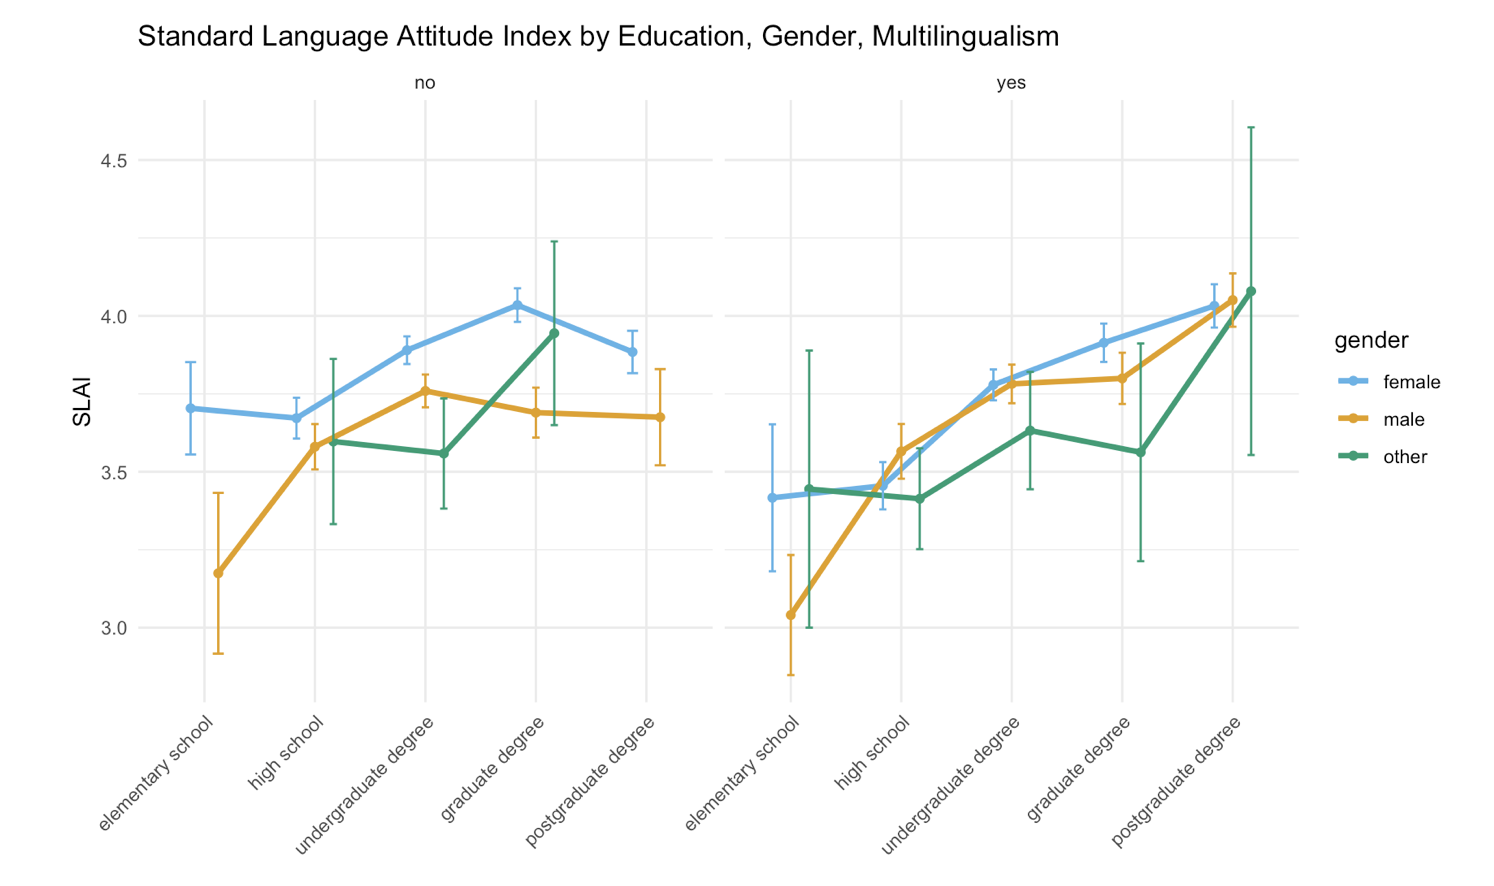 Standard Language Attitude Index by Education, Gender, Multilingualism
no
yes
4.5
4.0
3.5
3.0
SLAI
elementary school
high school
undergraduate degree
graduate degree
postgraduate degree
elementary school
high school
undergraduate degree
graduate degree
postgraduate degree
gender
female
male
other